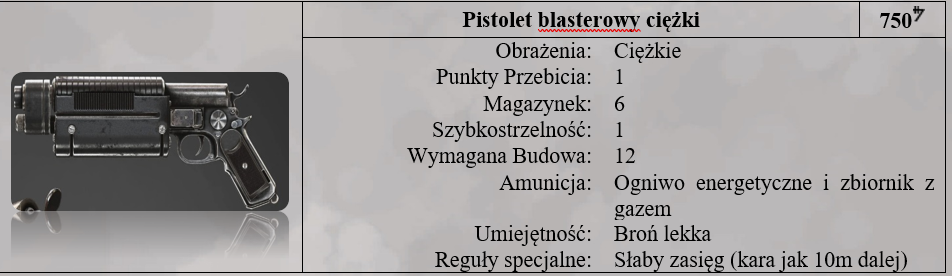 Pistolet blasterowy ciężki 750
Obrażenia: Ciężkie
Punkty Przebicia: 1
Magazynek: 6
Szybkostrzelność: 1
Wymagana Budowa: 12
Amunicja: Ogniwo energetyczne i zbiornik z
gazem
Umiejętność: Broń lekka
Reguły specjalne: Słaby zasięg (kara jak 10m dalej)